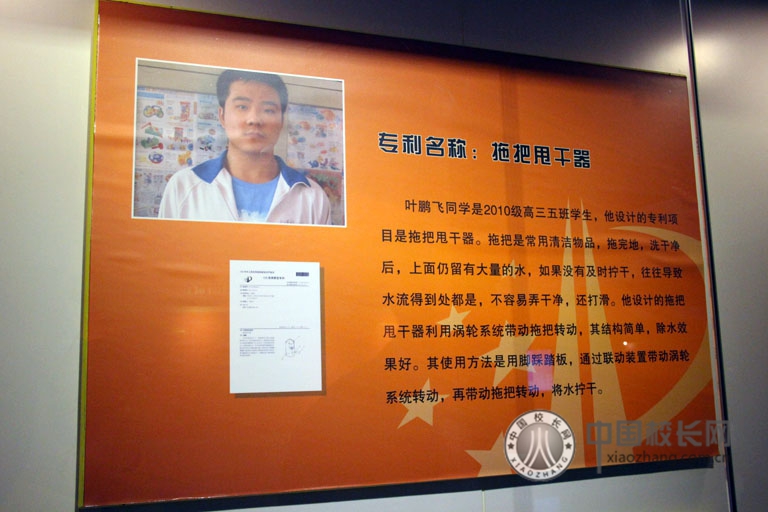 专利名称：拖把甩干器
叶鹏飞同学是2010级高三五班学生，他设计的专利项
目是拖把甩干器。拖把是常用清洁物品，拖完地，洗干净
后，上面仍留有大量的水，如果没有及时拧干，往往导致
水流得到处都是，不容易弄干净，还打滑。他设计的拖把
甩干器利用涡轮系统带动拖把转动，其结构简单，除水效
果好。其使用方法是用脚踩踏板，通过联动装置带动涡轮
系统转动，再带动拖把转动，将水拧干。
中国校长网
XIAOZHANG.COM
中国校长网
xiaozhang.com.cn